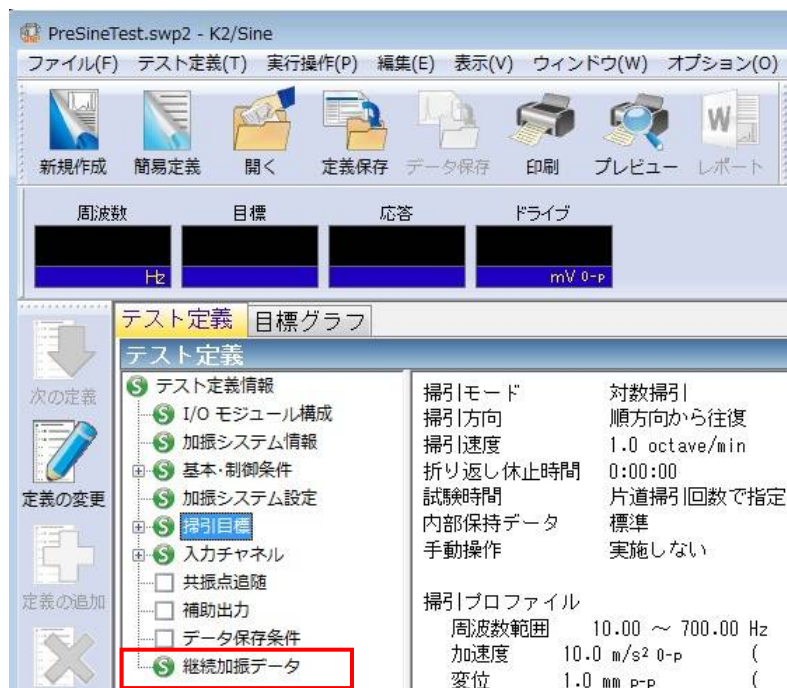 PreSineTest.swp2 - K2/Sine
ファイル(F) テスト定義(T) 実行操作(P) 編集(E) 表示(V) ウィンドウ(W) オプション(O)
新規作成 簡易定義 開く 定義保存 データ保存 印刷 プレビュー レポート
周波数 目標 応答 ドライブ
Hz mV 0-p
テスト定義 目標グラフ
テスト定義
次の定義
定義の変更
定義の追加
テスト定義情報
I/O モジュール構成
加振システム情報
基本・制御条件
加振システム設定
掃引目標
入力チャネル
共振点追随
補助出力
データ保存条件
継続加振データ
掃引モード 対数掃引
掃引方向 順方向から往復
掃引速度 1.0 octave/min
折り返し休止時間 0:00:00
試験時間 片道掃引回数で指定
内部保持データ 標準
手動操作 実施しない
掃引プロファイル
周波数範囲 10.00 ～ 700.00 Hz
加速度 10.0 m/s² 0-p (
変位 1.0 mm p-p (